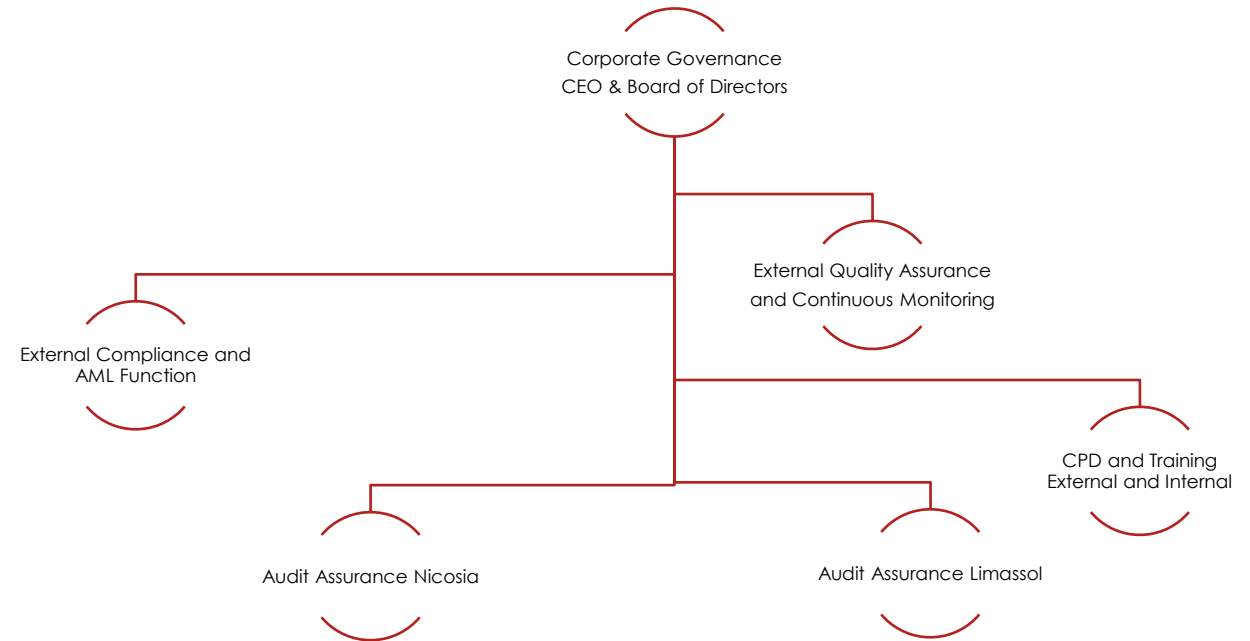 Corporate Governance
CEO & Board of Directors
External Quality Assurance
and Continuous Monitoring
External Compliance and
AML Function
CPD and Training
External and Internal
Audit Assurance Nicosia
Audit Assurance Limassol